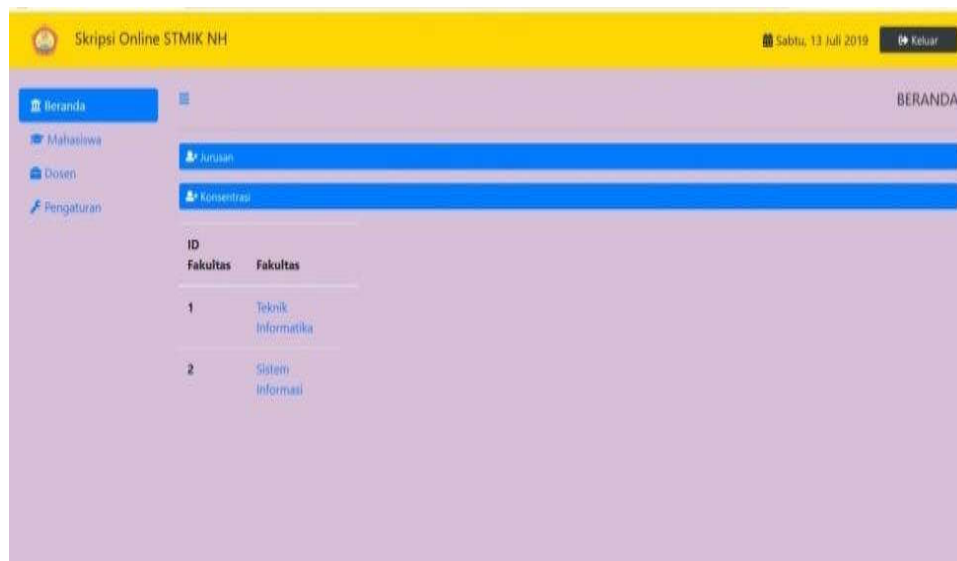 Skripsi Online STMIK NH
Sabtu, 13 Juli 2019
Keluar
Beranda
Mahasiswa
Dosen
Pengaturan
BERANDA
Jurusan
Konsentrasi
ID
Fakultas Fakultas
1 Teknik
Informatika
2 Sistem
Informasi